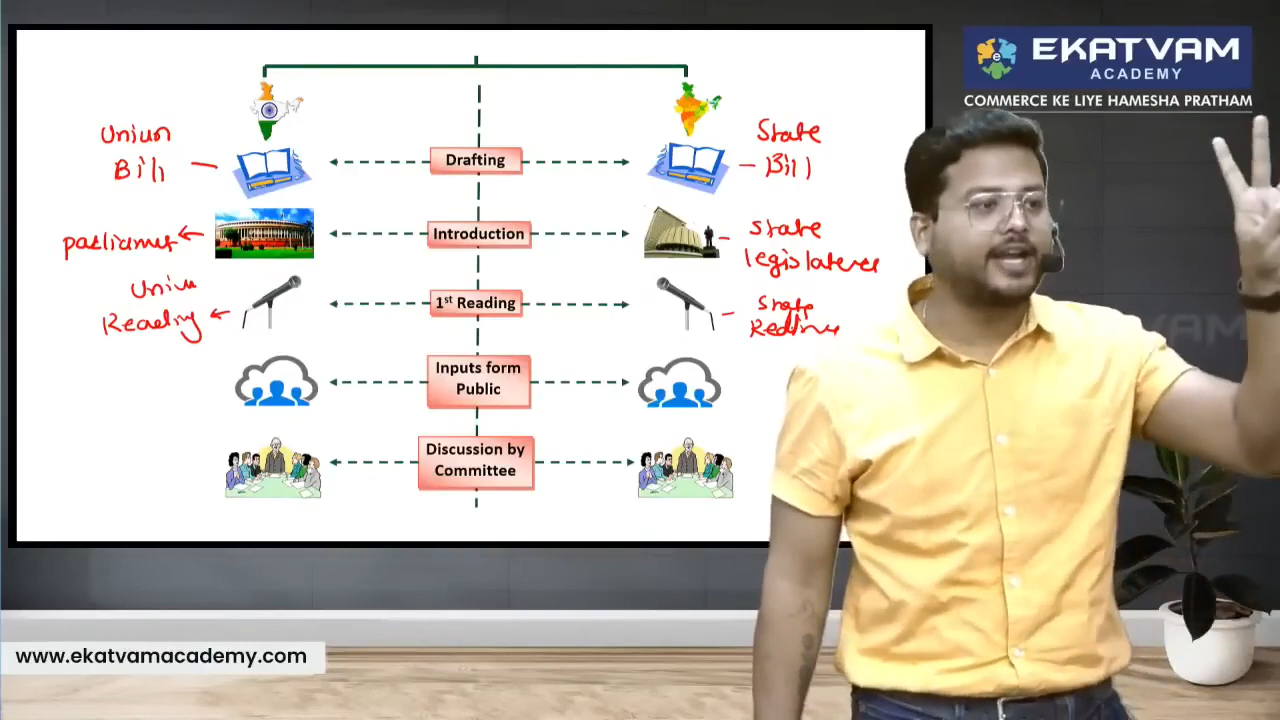 EKATVAM
ACADEMY
COMMERCE KE LIYE HAMESHA PRATHAM
Union
Bill
Drafting
State
Bill
Parliament
Introduction
State
legislature
Union
Reading
1st Reading
State
Reading
Inputs form
Public
Discussion by
Committee
VAM
www.ekatvamacademy.com